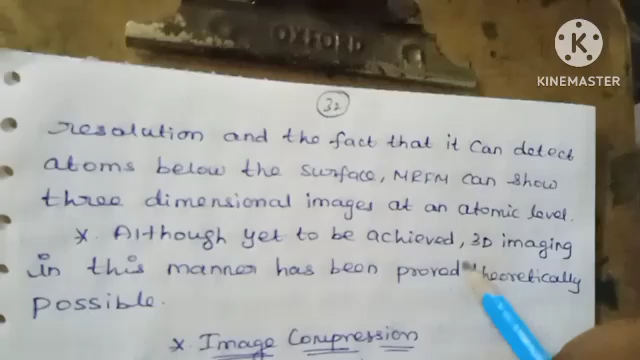 OXFORD
K
KINEMASTER
32
resolution and the fact that it can detect
atoms below the surface, MRFM can show
three dimensional images at an atomic level.
* Although yet to be achieved, 3D imaging
in this manner has been proved theoretically
possible.
* Image Compression